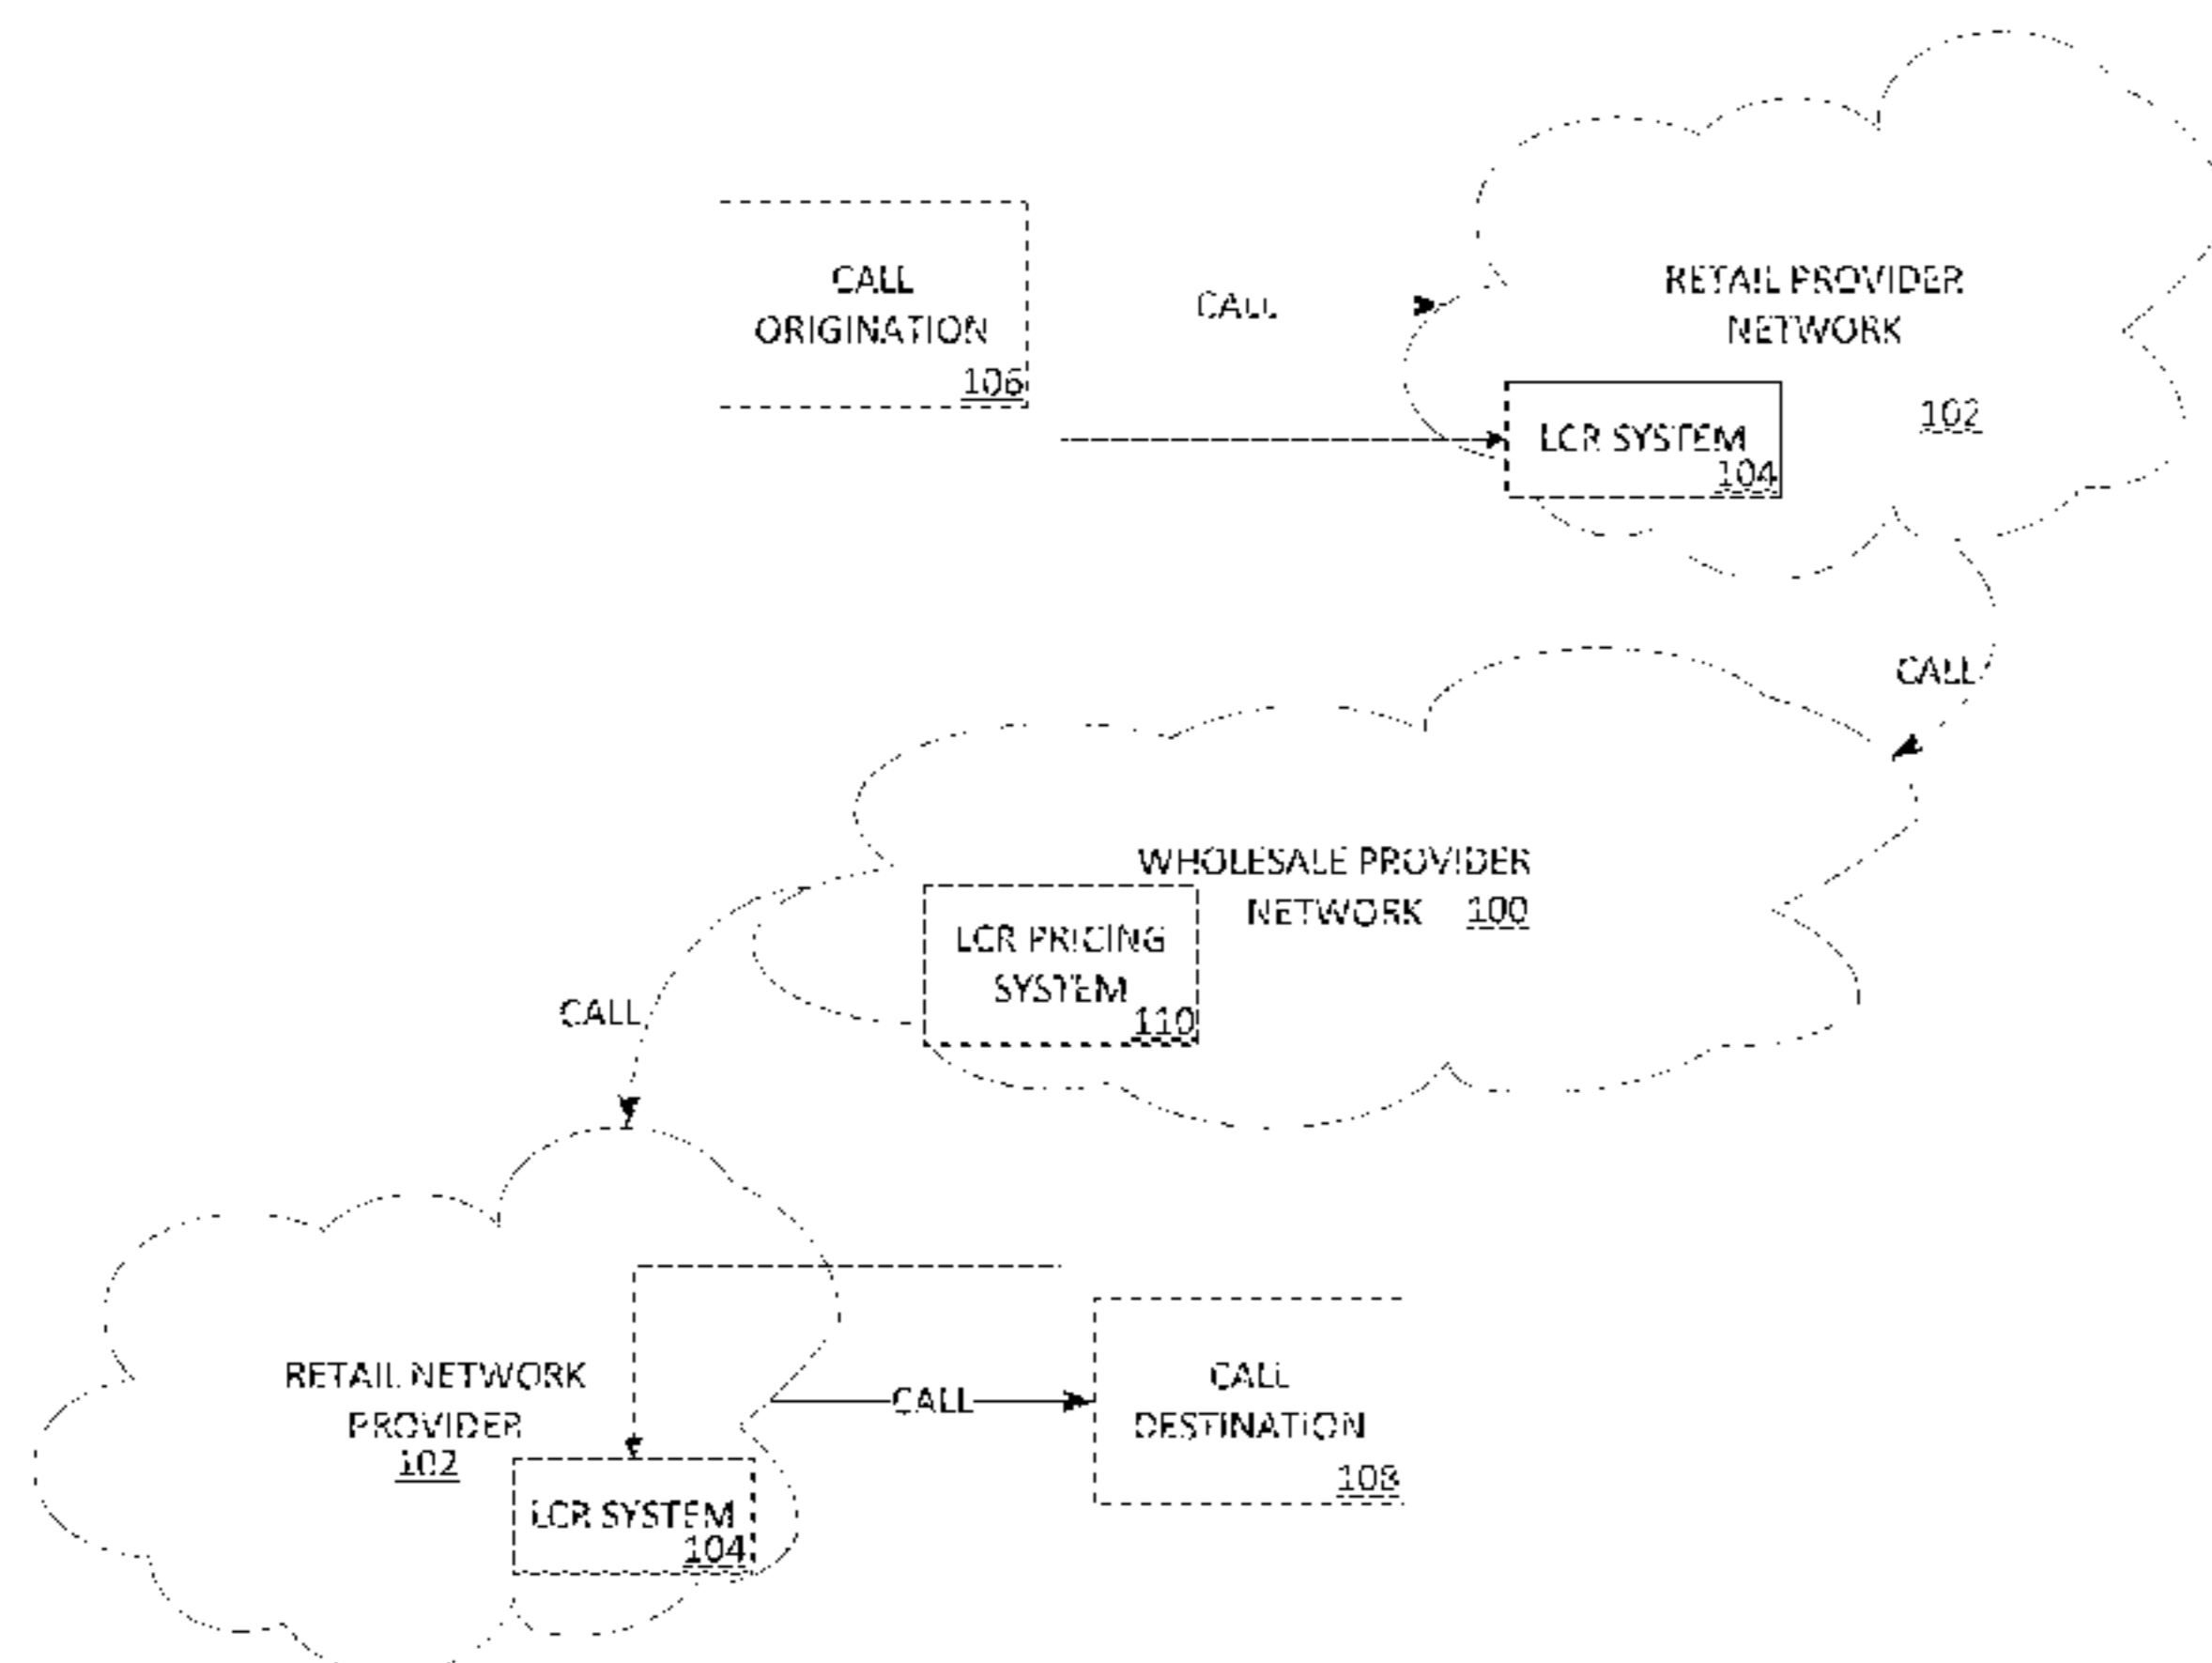 CALL
ORIGINATION
106
CALL
RETAIL PROVIDER
NETWORK
102
LCR SYSTEM
104
CALL
WHOLESALE PROVIDER
NETWORK 100
LCR PRICING
SYSTEM
110
CALL
RETAIL NETWORK
PROVIDER
102
LCR SYSTEM
104
CALL
CALL
DESTINATION
108